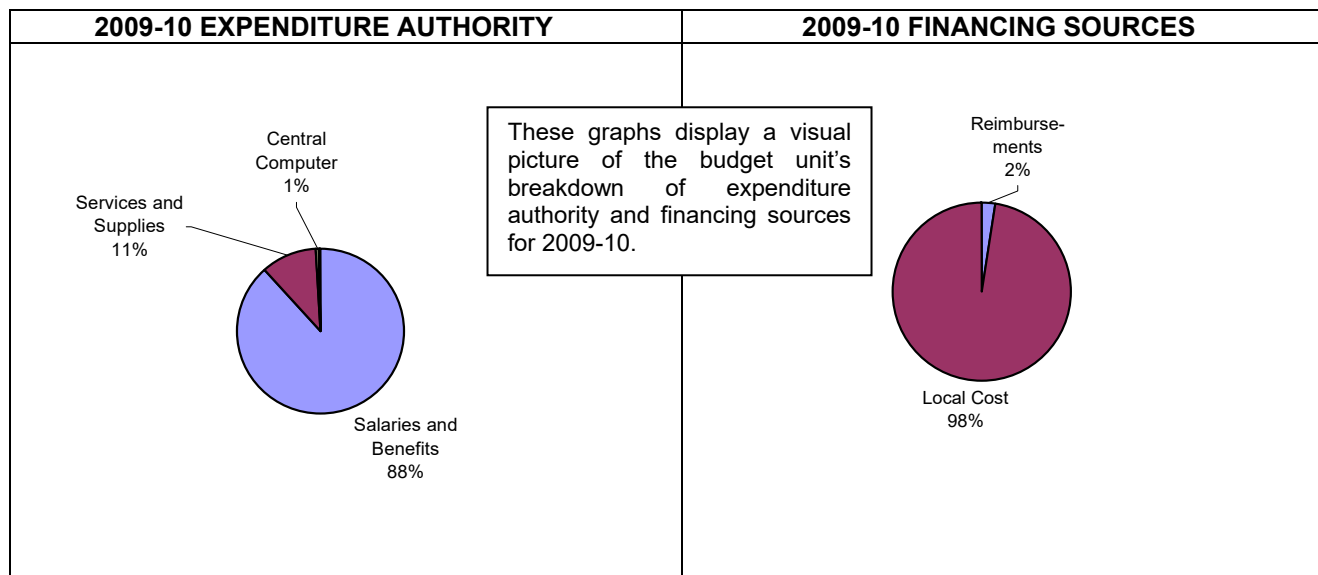 2009-10 EXPENDITURE AUTHORITY
2009-10 FINANCING SOURCES
Central
Computer
1%
Services and
Supplies
11%
Salaries and
Benefits
88%
These graphs display a visual
picture of the budget unit’s
breakdown of expenditure
authority and financing sources
for 2009-10.
Reimburse-
ments
2%
Local Cost
98%